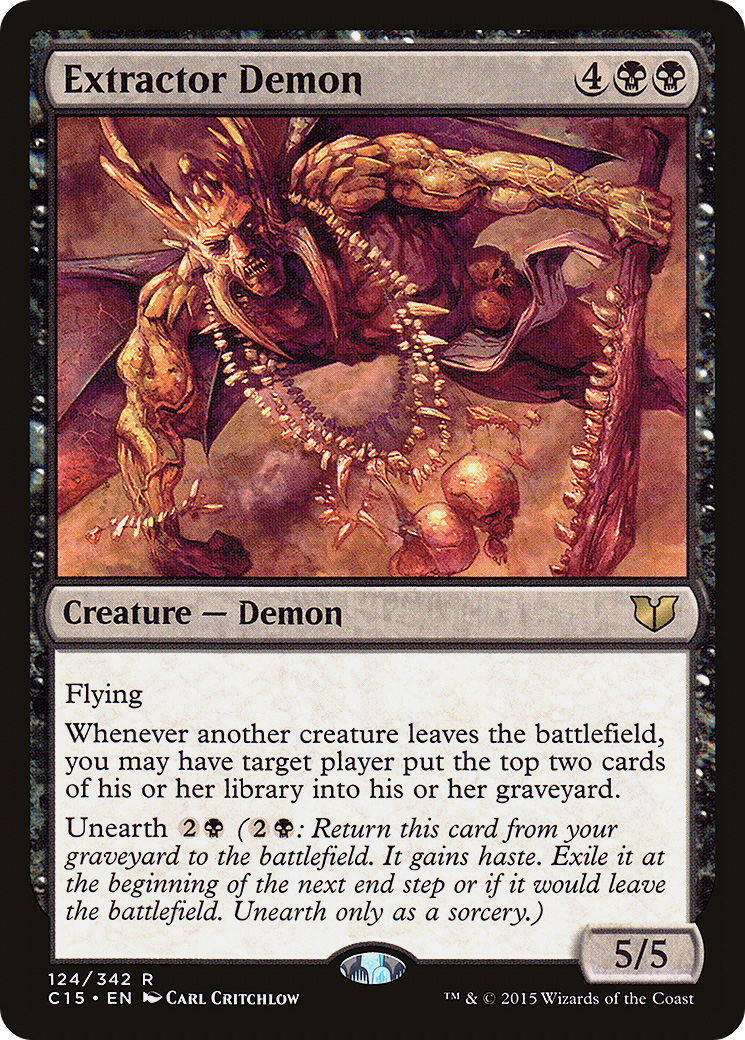 Extractor Demon 4
Creature — Demon
Flying
Whenever another creature leaves the battlefield,
you may have target player put the top two cards
of his or her library into his or her graveyard.
Unearth 2 (2: Return this card from your
graveyard to the battlefield. It gains haste. Exile it at
the beginning of the next end step or if it would leave
the battlefield. Unearth only as a sorcery.)
5/5
124/342 R
C15 • EN Carl Critchlow
™ & © 2015 Wizards of the Coast